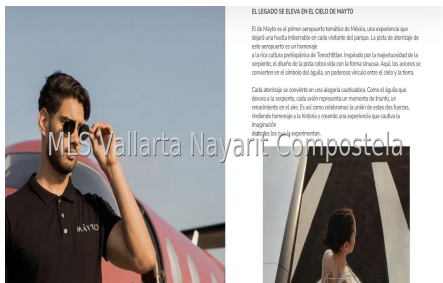 EL LEGADO SE ELEVA EN EL CIELO DE MAYTO
El de Mayto es el primer aeropuerto temático de México, una experiencia que
dejará una huella imborrable en cada visitante del parque. La pista de aterrizaje de
este aeropuerto es un homenaje
a la rica cultura prehispánica de Tenochtitlan. Inspirado por la majestuosidad de la
serpiente, el diseño de la pista cobra vida con la forma sinuosa. Aquí, los aviones se
convierten en el símbolo del águila, un poderoso vínculo entre el cielo y la tierra.
Cada aterrizaje se convierte en una alegoría cautivadora. Como el águila que
devora a la serpiente, cada avión representa un momento de triunfo, un
renacimiento en el aire. Es así como celebramos la unión de estas dos fuerzas,
rindiendo homenaje a la historia y creando una experiencia que cautiva la
imaginación
de todos los que la experimentan.
MLS Vallarta Nayarit Compostela
MAYTO